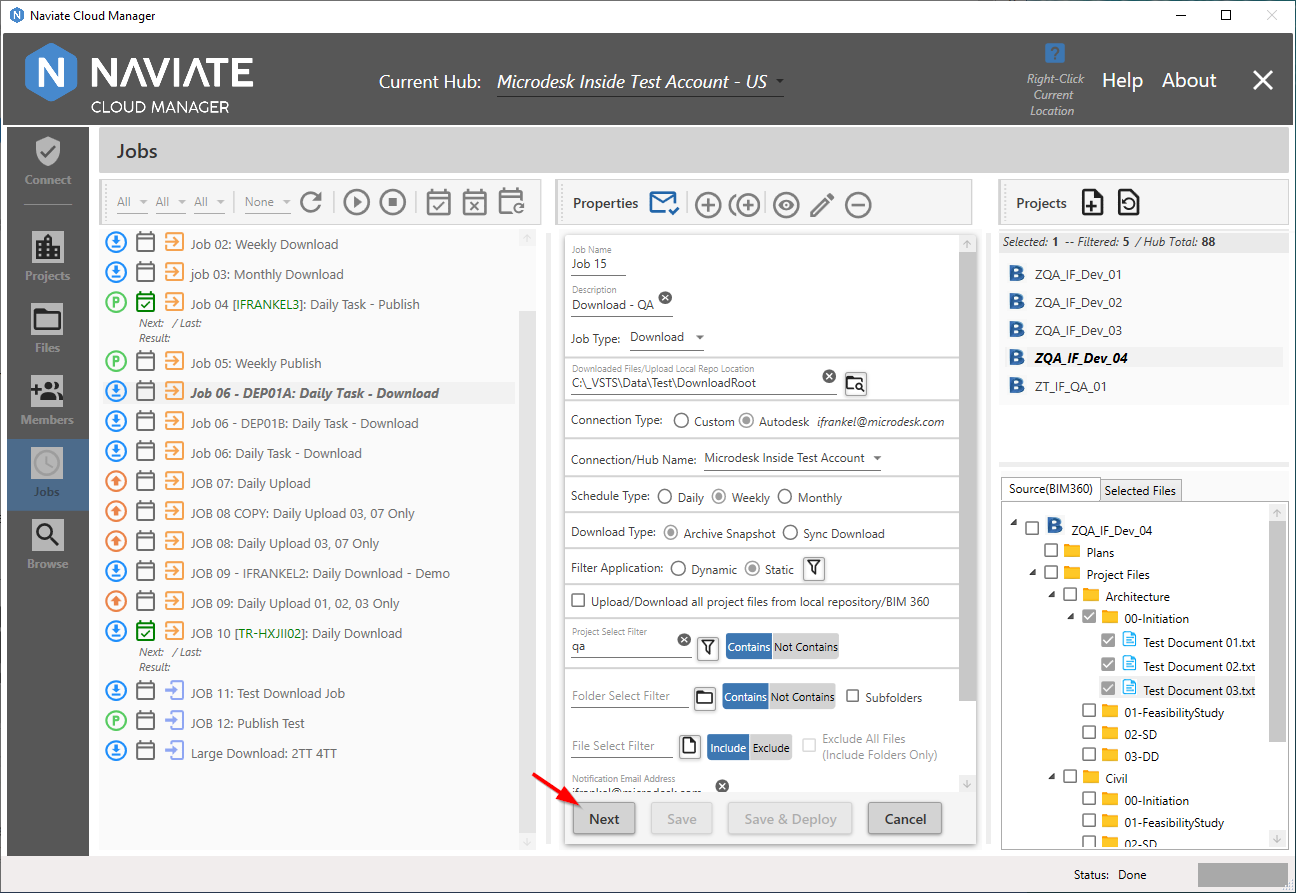 Naviate Cloud Manager
N NAVIATE
CLOUD MANAGER
Current Hub: Microdesk Inside Test Account - US
?
Right-Click
Current
Location
Help About
Connect
Projects
Files
Members
Jobs
Browse
Jobs
All All All None
Job 02: Weekly Download
job 03: Monthly Download
P Job 04 [IFRANKEL3]: Daily Task - Publish
Next: / Last:
Result:
P Job 05: Weekly Publish
Job 06 - DEP01A: Daily Task - Download
Job 06 - DEP01B: Daily Task - Download
Job 06: Daily Task - Download
JOB 07: Daily Upload
JOB 08 COPY: Daily Upload 03, 07 Only
JOB 08: Daily Upload 03, 07 Only
JOB 09 - IFRANKEL2: Daily Download - Demo
JOB 09: Daily Upload 01, 02, 03 Only
JOB 10 [TR-HXJII02]: Daily Download
Next: / Last:
Result:
JOB 11: Test Download Job
P JOB 12: Publish Test
Large Download: 2TT 4TT
Properties
Job Name
Job 15
Description
Download - QA
Job Type: Download
Downloaded Files/Upload Local Repo Location
C:\_VSTS\Data\Test\DownloadRoot
Connection Type: Custom Autodesk ifrankel@microdesk.com
Connection/Hub Name: Microdesk Inside Test Account
Schedule Type: Daily Weekly Monthly
Download Type: Archive Snapshot Sync Download
Filter Application: Dynamic Static
Upload/Download all project files from local repository/BIM 360
Project Select Filter
qa
Contains Not Contains
Folder Select Filter Contains Not Contains Subfolders
File Select Filter Include Exclude Exclude All Files
(Include Folders Only)
Notification Email Address
ifrankel@microdesk.com
Next Save Save & Deploy Cancel
Projects
Selected: 1 -- Filtered: 5 / Hub Total: 88
B ZQA_IF_Dev_01
B ZQA_IF_Dev_02
B ZQA_IF_Dev_03
B ZQA_IF_Dev_04
B ZT_IF_QA_01
Source(BIM360) Selected Files
B ZQA_IF_Dev_04
Plans
Project Files
Architecture
00-Initiation
Test Document 01.txt
Test Document 02.txt
Test Document 03.txt
01-FeasibilityStudy
02-SD
03-DD
Civil
00-Initiation
01-FeasibilityStudy
02-SD
Status: Done